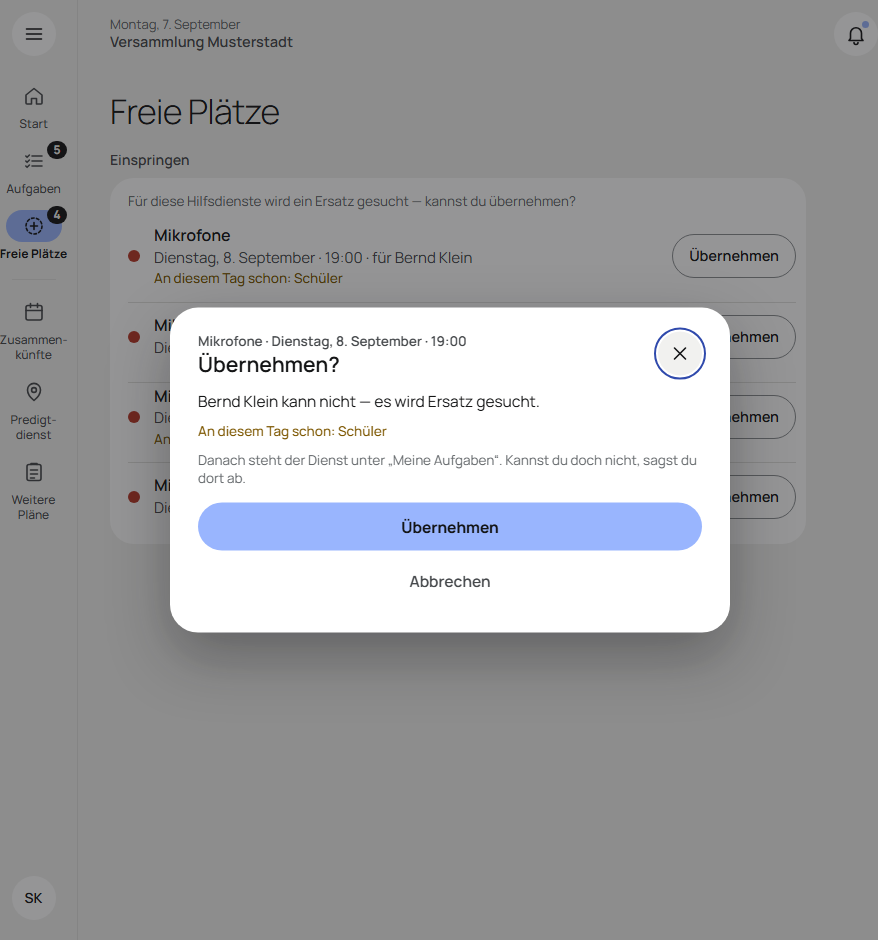 Montag, 7. September
Versammlung Musterstadt
Start
5
Aufgaben
4
Freie Plätze
Zusammen-
künfte
Predigt-
dienst
Weitere
Pläne
SK
Freie Plätze
Einspringen
Für diese Hilfsdienste wird ein Ersatz gesucht — kannst du übernehmen?
Mikrofone
Dienstag, 8. September · 19:00 · für Bernd Klein
An diesem Tag schon: Schüler
Übernehmen
Mikrofone · Dienstag, 8. September · 19:00
Übernehmen?
Bernd Klein kann nicht — es wird Ersatz gesucht.
An diesem Tag schon: Schüler
Danach steht der Dienst unter „Meine Aufgaben“. Kannst du doch nicht, sagst du
dort ab.
Übernehmen
Abbrechen